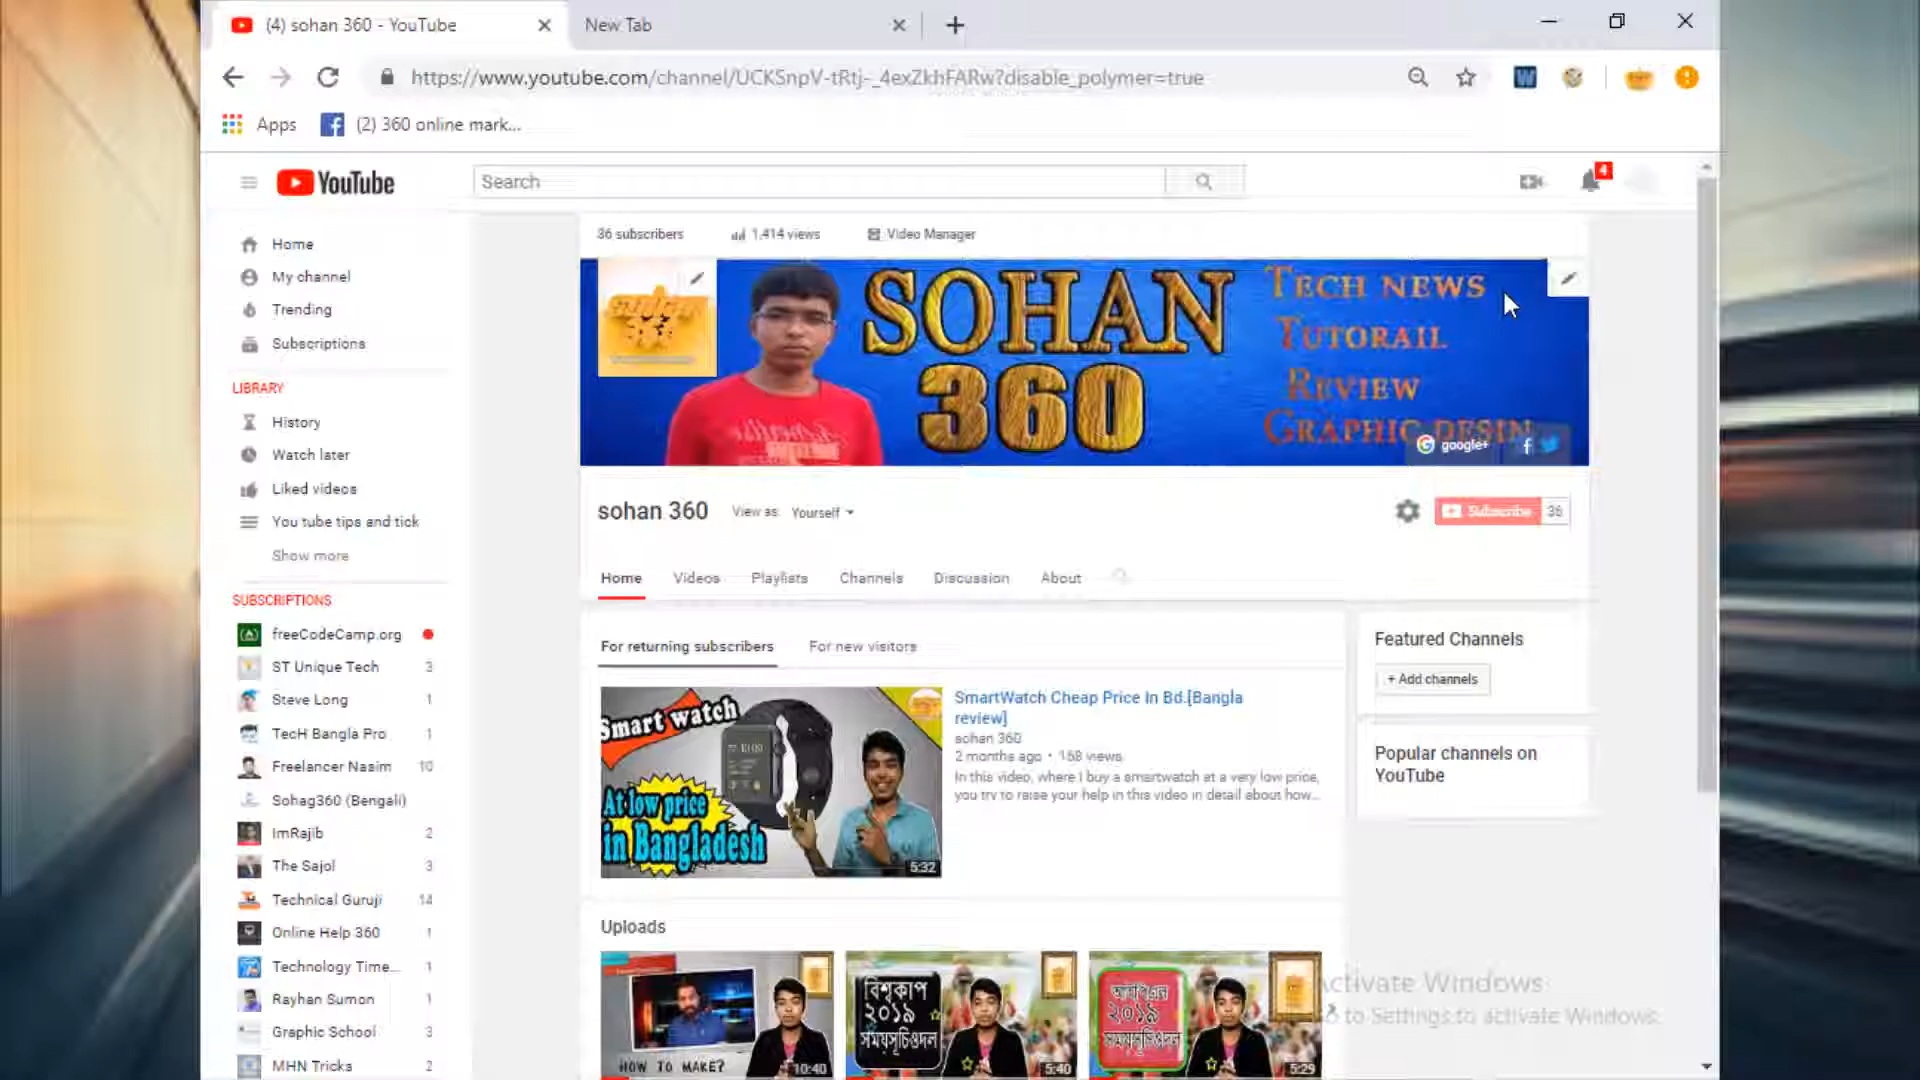 (4) sohan 360 - YouTube
New Tab
https://www.youtube.com/channel/UCKSnpV-tRtj-_4exZkhFARw?disable_polymer=true
Apps
(2) 360 online mark...
YouTube
Search
4
36 subscribers
1,414 views
Video Manager
Home
My channel
Trending
Subscriptions
LIBRARY
History
Watch later
Liked videos
You tube tips and tick
Show more
SUBSCRIPTIONS
freeCodeCamp.org
ST Unique Tech 3
Steve Long 1
TecH Bangla Pro 1
Freelancer Nasim 10
Sohag360 (Bengali)
ImRajib 2
The Sajol 3
Technical Guruji 14
Online Help 360 1
Technology Time... 1
Rayhan Sumon 1
Graphic School 3
MHN Tricks 2
SOHAN
360
TECH NEWS
TUTORAIL
REVIEW
GRAPHIC DESIN
google+
sohan 360
View as: Yourself
Subscribe 36
Home
Videos
Playlists
Channels
Discussion
About
For returning subscribers
For new visitors
Smart watch
At low price
in Bangladesh
5:32
SmartWatch Cheap Price In Bd.[Bangla
review]
sohan 360
2 months ago • 168 views
In this video, where I buy a smartwatch at a very low price,
you try to raise your help in this video in detail about how...
Featured Channels
+ Add channels
Popular channels on
YouTube
Uploads
HOW TO MAKE?
10:40
বিশ্বকাপ
২০১৯
সময়সূচিওদল
5:40
২০১৯
সময়সূচিওদল
5:29
Activate Windows
to Settings to activate Windows.